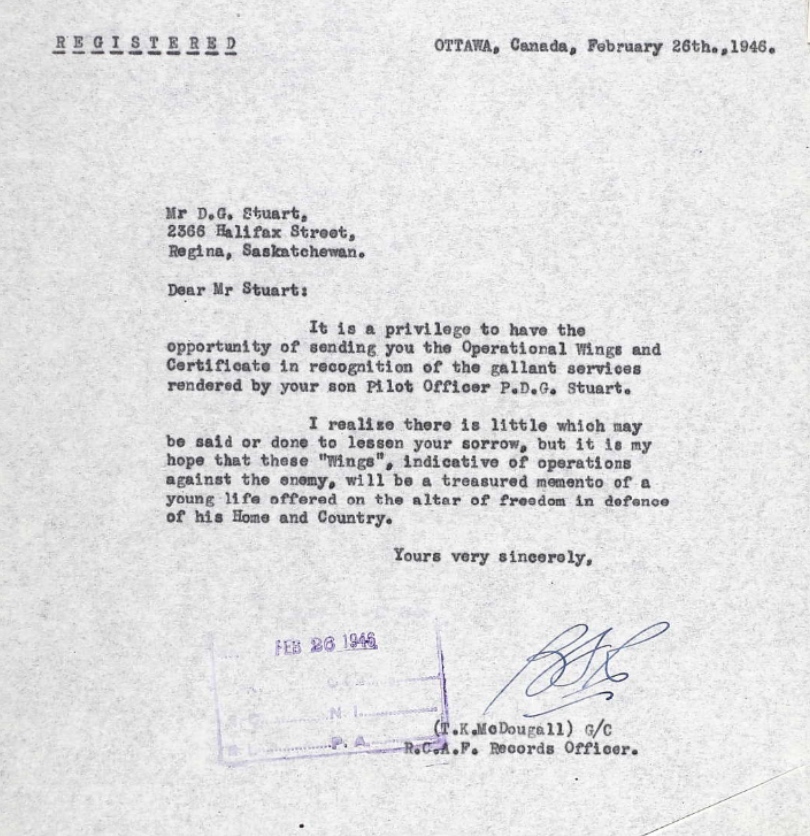 REGISTERED
OTTAWA, Canada, February 26th.,1946.
Mr D.G. Stuart,
2366 Halifax Street,
Regina, Saskatchewan.
Dear Mr Stuart:
It is a privilege to have the
opportunity of sending you the Operational Wings and
Certificate in recognition of the gallant services
rendered by your son Pilot Officer P.D.G. Stuart.
I realize there is little which may
be said or done to lessen your sorrow, but it is my
hope that these "Wings", indicative of operations
against the enemy, will be a treasured memento of a
young life offered on the altar of freedom in defence
of his Home and Country.
Yours very sincerely,
FEB 26 1946
N.I.
P.A.
(T.K.McDougall) G/C
R.C.A.F. Records Officer.